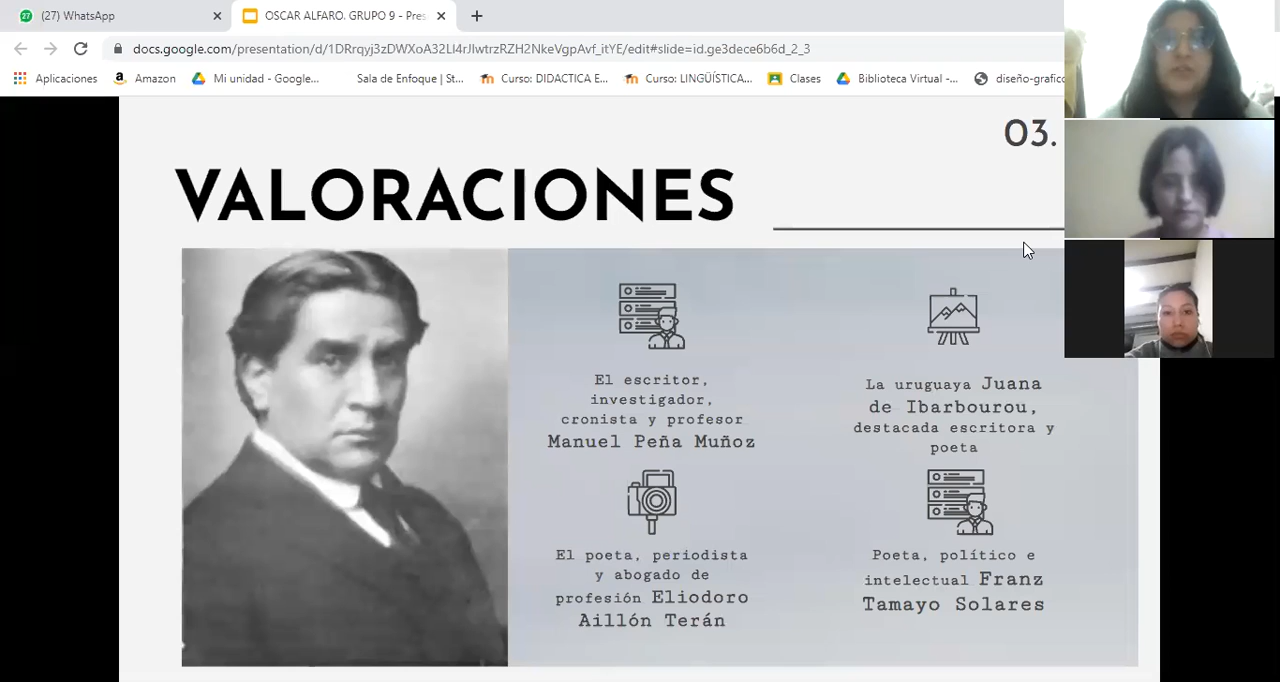 (27) WhatsApp
OSCAR ALFARO. GRUPO 9 - Pres
docs.google.com/presentation/d/1DRrqyj3zDWXoA32Ll4rJlwtrzRZH2NkeVgpAvf_itYE/edit#slide=id.ge3dece6b6d_2_3
Aplicaciones
Amazon
Mi unidad - Google...
Sala de Enfoque | St...
Curso: DIDACTICA E...
Curso: LINGÜÍSTICA...
Clases
Biblioteca Virtual -...
diseño-grafico
03.
VALORACIONES
El escritor,
investigador,
cronista y profesor
Manuel Peña Muñoz
La uruguaya Juana
de Ibarbourou,
destacada escritora y
poeta
El poeta, periodista
y abogado de
profesión Eliodoro
Aillón Terán
Poeta, político e
intelectual Franz
Tamayo Solares